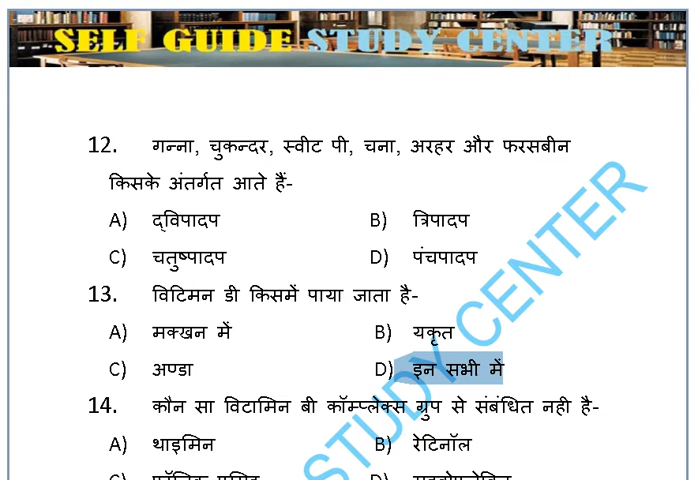 SELF GUIDE STUDY CENTER
12. गन्ना, चुकन्दर, स्वीट पी, चना, अरहर और फरसबीन
किसके अंतर्गत आते हैं-
A) द्विपादप B) त्रिपादप
C) चतुष्पादप D) पंचपादप
13. विटिमन डी किसमें पाया जाता है-
A) मक्खन में B) यकृत
C) अण्डा D) इन सभी में
14. कौन सा विटामिन बी कॉम्प्लेक्स ग्रुप से संबंधित नही है-
A) थाइमिन B) रेटिनॉल
STUDY CENTER